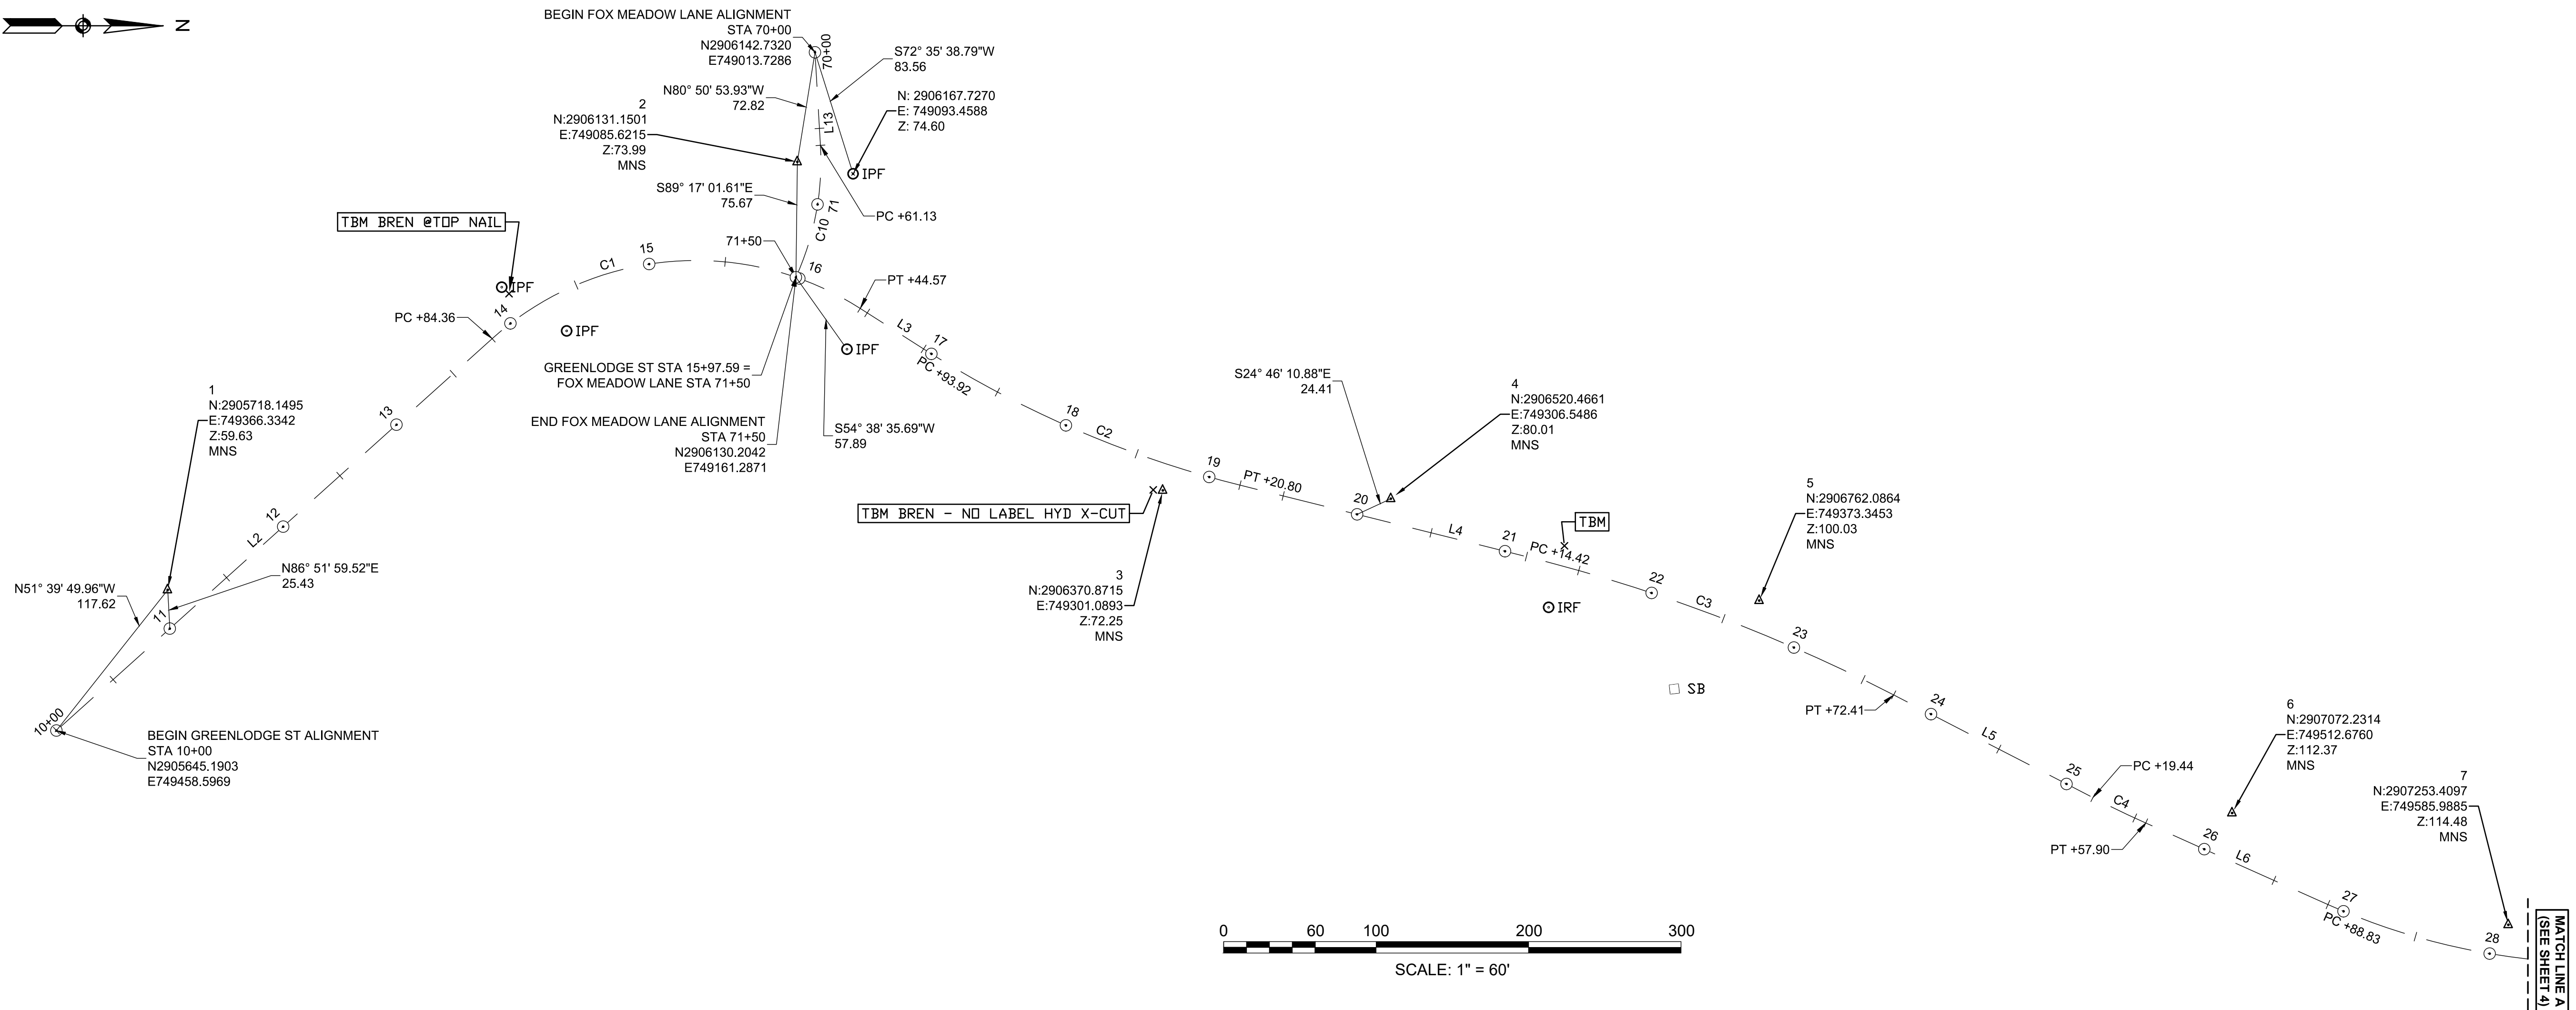 N
BEGIN FOX MEADOW LANE ALIGNMENT
STA 70+00
N2906142.7320
E749013.7286
70+00
S72° 35' 38.79"W
83.56
N80° 50' 53.93"W
72.82
N: 2906167.7270
E: 749093.4588
Z: 74.60
2
N:2906131.1501
E:749085.6215
Z:73.99
MNS
L13
IPF
S89° 17' 01.61"E
75.67
PC +61.13
71
C10
TBM BREN @TOP NAIL
71+50
15
C1
16
IPF
PT +44.57
14
PC +84.36
IPF
IPF
L3
17
PC +93.92
GREENLODGE ST STA 15+97.59 =
FOX MEADOW LANE STA 71+50
END FOX MEADOW LANE ALIGNMENT
STA 71+50
N2906130.2042
E749161.2871
S54° 38' 35.69"W
57.89
1
N:2905718.1495
E:749366.3342
Z:59.63
MNS
13
18
C2
19
PT +20.80
S24° 46' 10.88"E
24.41
4
N:2906520.4661
E:749306.5486
Z:80.01
MNS
20
TBM BREN - NO LABEL HYD X-CUT
12
L2
L4
21
PC +14.42
TBM
5
N:2906762.0864
E:749373.3453
Z:100.03
MNS
N86° 51' 59.52"E
25.43
N51° 39' 49.96"W
117.62
11
3
N:2906370.8715
E:749301.0893
Z:72.25
MNS
22
IRF
C3
23
SB
10+00
BEGIN GREENLODGE ST ALIGNMENT
STA 10+00
N2905645.1903
E749458.5969
PT +72.41
24
L5
25
PC +19.44
C4
PT +57.90
26
6
N:2907072.2314
E:749512.6760
Z:112.37
MNS
7
N:2907253.4097
E:749585.9885
Z:114.48
MNS
L6
27
PC +88.83
28
MATCH LINE A
(SEE SHEET 4)
0 60 100 200 300
SCALE: 1" = 60'